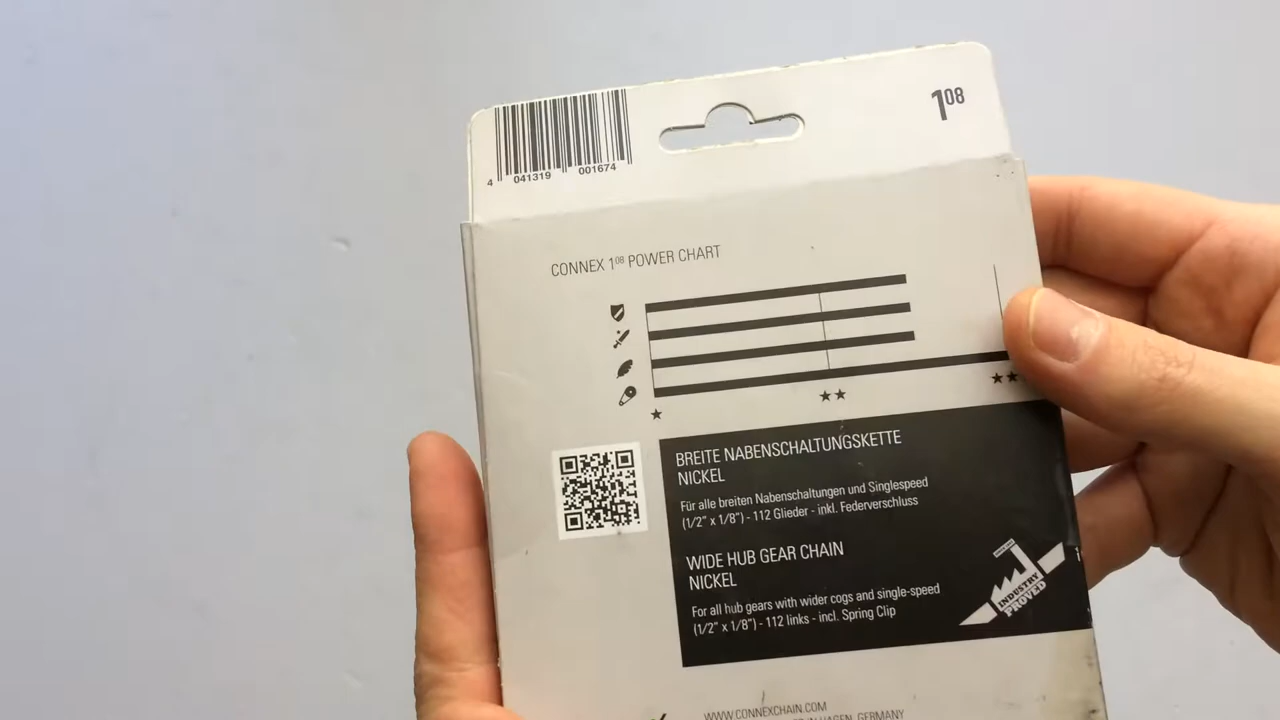 1⁰⁸
4 041319 001674
CONNEX 1⁰⁸ POWER CHART
★ ★★ ★★
BREITE NABENSCHALTUNGSKETTE
NICKEL
Für alle breiten Nabenschaltungen und Singlespeed
(1/2” x 1/8”) - 112 Glieder - inkl. Federverschluss
WIDE HUB GEAR CHAIN
NICKEL
For all hub gears with wider cogs and single-speed
(1/2” x 1/8”) - 112 links - incl. Spring Clip
INDUSTRY
PROVED
WWW.CONNEXCHAIN.COM
IN HAGEN, GERMANY